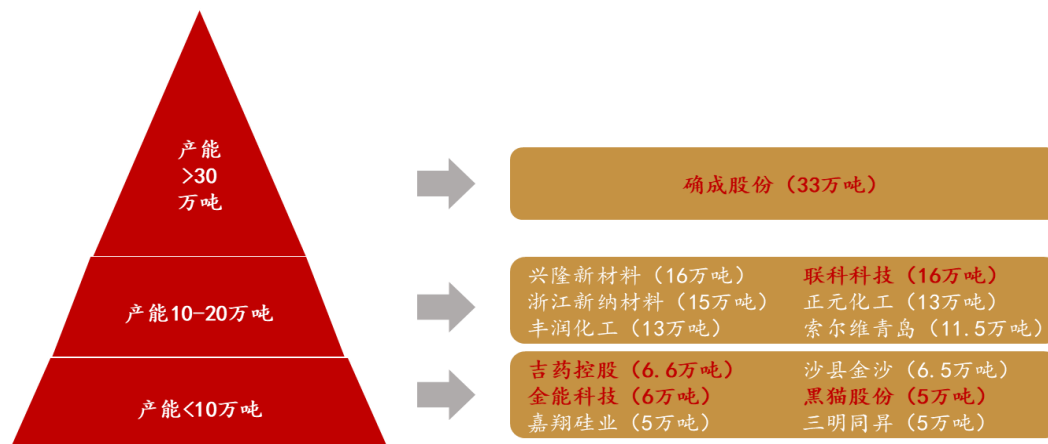 产能
>30
万吨
确成股份（33万吨）
产能10-20万吨
兴隆新材料（16万吨） 联科科技（16万吨）
浙江新纳材料（15万吨） 正元化工（13万吨）
丰润化工（13万吨） 索尔维青岛（11.5万吨）
产能<10万吨
吉药控股（6.6万吨） 沙县金沙（6.5万吨）
金能科技（6万吨） 黑猫股份（5万吨）
嘉翔硅业（5万吨） 三明同昇（5万吨）